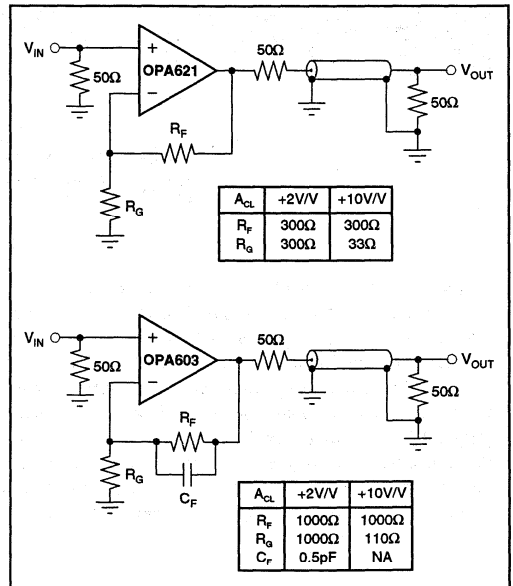 V_IN
50Ω
+
OPA621
−
50Ω
V_OUT
50Ω
R_F
R_G
A_CL +2V/V +10V/V
R_F 300Ω 300Ω
R_G 300Ω 33Ω
V_IN
50Ω
+
OPA603
−
50Ω
V_OUT
50Ω
R_F
C_F
R_G
A_CL +2V/V +10V/V
R_F 1000Ω 1000Ω
R_G 1000Ω 110Ω
C_F 0.5pF NA